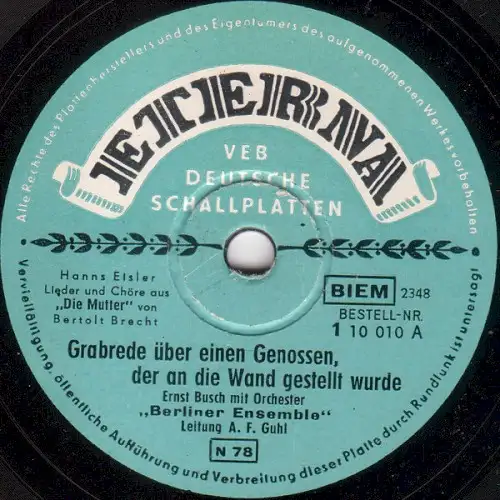 Alle Rechte des Plattenherstellers und des Eigentümers des aufgenommenen Werkes vorbehalten
ETERNA
VEB
DEUTSCHE
SCHALLPLATTEN
Hanns Eisler
Lieder und Chöre aus
„Die Mutter" von
Bertolt Brecht
BIEM 2348
BESTELL-NR.
1 10 010 A
Grabrede über einen Genossen,
der an die Wand gestellt wurde
Ernst Busch mit Orchester
„Berliner Ensemble"
Leitung A. F. Guhl
N 78
Vervielfältigung, öffentliche Aufführung und Verbreitung dieser Platte durch Rundfunk ist untersagt